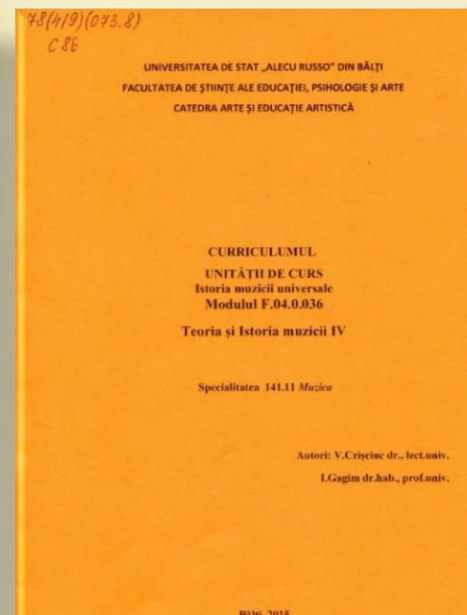 78(4/9)(073.8)
C 86
UNIVERSITATEA DE STAT „ALECU RUSSO” DIN BĂLȚI
FACULTATEA DE ȘTIINȚE ALE EDUCAȚIEI, PSIHOLOGIE ȘI ARTE
CATEDRA ARTE ȘI EDUCAȚIE ARTISTICĂ
CURRICULUMUL
UNITĂȚII DE CURS
Istoria muzicii universale
Modulul F.04.0.036
Teoria și Istoria muzicii IV
Specialitatea 141.11 Muzica
Autori: V.Crișciuc dr., lect.univ.
I.Gagim dr.hab., prof.univ.
Bălți, 2015